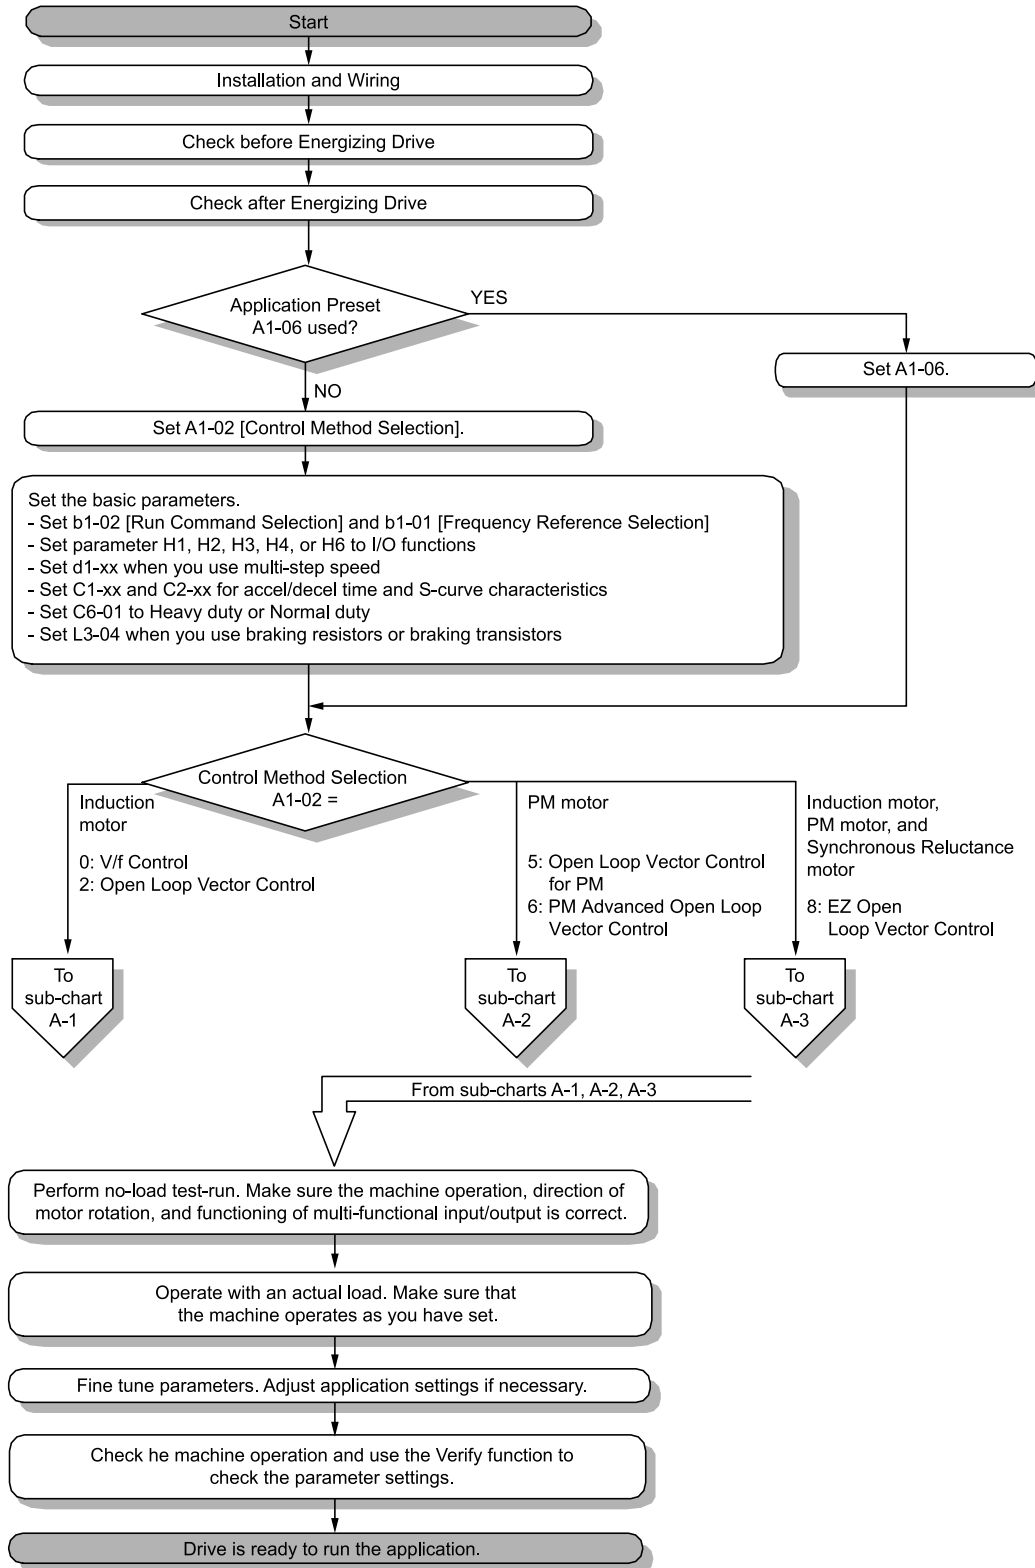 Start
Installation and Wiring
Check before Energizing Drive
Check after Energizing Drive
Application Preset
A1-06 used?
YES
Set A1-06.
NO
Set A1-02 [Control Method Selection].
Set the basic parameters.
- Set b1-02 [Run Command Selection] and b1-01 [Frequency Reference Selection]
- Set parameter H1, H2, H3, H4, or H6 to I/O functions
- Set d1-xx when you use multi-step speed
- Set C1-xx and C2-xx for accel/decel time and S-curve characteristics
- Set C6-01 to Heavy duty or Normal duty
- Set L3-04 when you use braking resistors or braking transistors
Control Method Selection
A1-02 =
Induction
motor
0: V/f Control
2: Open Loop Vector Control
PM motor
5: Open Loop Vector Control
for PM
6: PM Advanced Open Loop
Vector Control
Induction motor,
PM motor, and
Synchronous Reluctance
motor
8: EZ Open
Loop Vector Control
To
sub-chart
A-1
To
sub-chart
A-2
To
sub-chart
A-3
From sub-charts A-1, A-2, A-3
Perform no-load test-run. Make sure the machine operation, direction of
motor rotation, and functioning of multi-functional input/output is correct.
Operate with an actual load. Make sure that
the machine operates as you have set.
Fine tune parameters. Adjust application settings if necessary.
Check he machine operation and use the Verify function to
check the parameter settings.
Drive is ready to run the application.